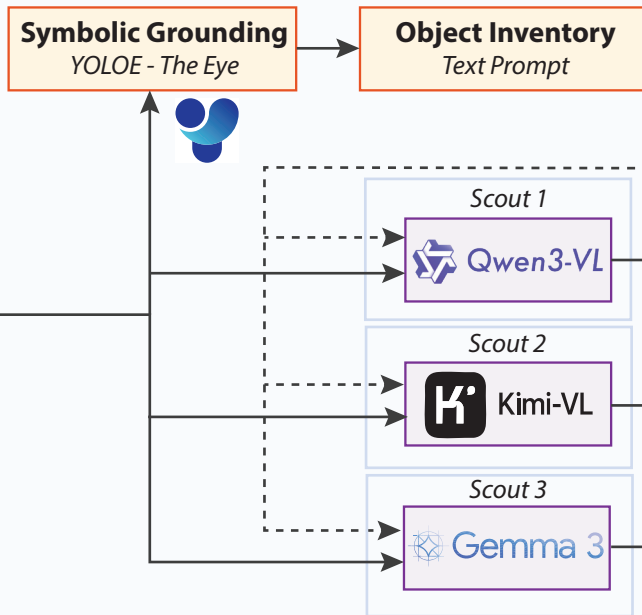 Symbolic Grounding
YOLOE - The Eye
Object Inventory
Text Prompt
Scout 1
Qwen3-VL
Scout 2
Kimi-VL
Scout 3
Gemma 3